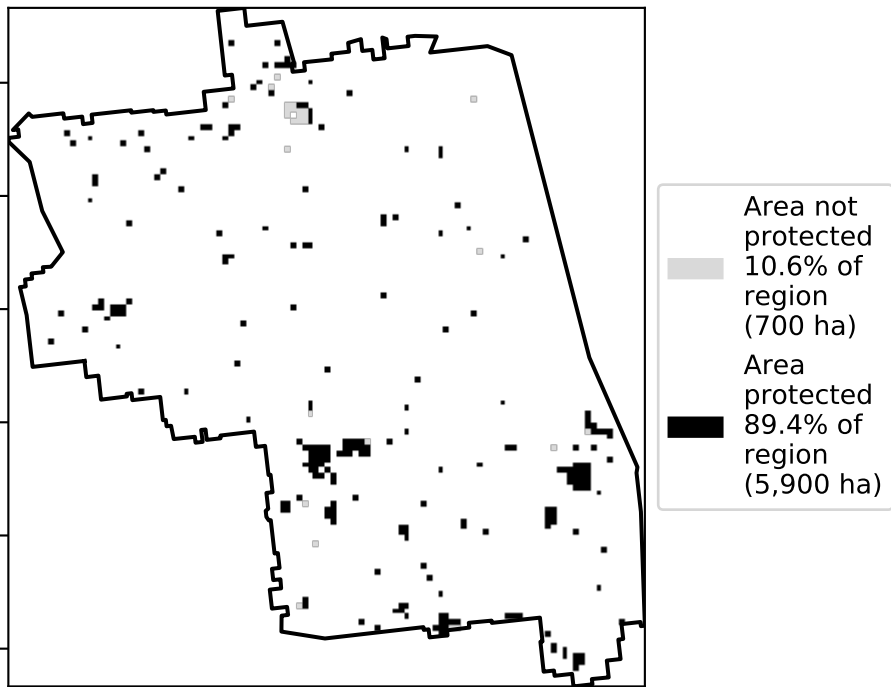 Area not
protected
10.6% of
region
(700 ha)
Area
protected
89.4% of
region
(5,900 ha)